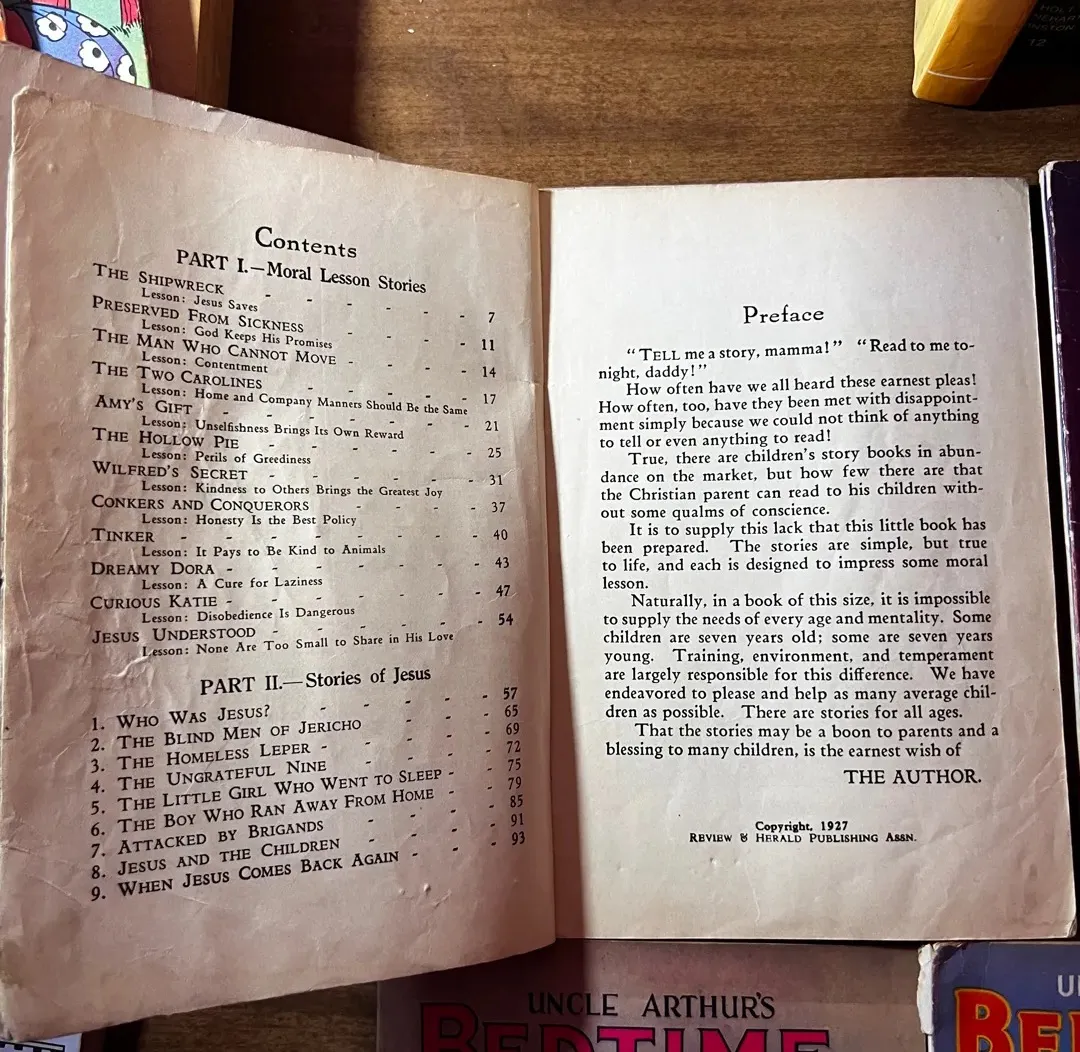 HOLT
RINEHART
WINSTON
T2
Contents
PART I.—Moral Lesson Stories
THE SHIPWRECK - - - - - - 7
Lesson: Jesus Saves
PRESERVED FROM SICKNESS - - - - 11
Lesson: God Keeps His Promises
THE MAN WHO CANNOT MOVE - - - - 14
Lesson: Contentment
THE TWO CAROLINES - - - - - 17
Lesson: Home and Company Manners Should Be the Same
AMY'S GIFT - - - - - - - 21
Lesson: Unselfishness Brings Its Own Reward
THE HOLLOW PIE - - - - - - 25
Lesson: Perils of Greediness
WILFRED'S SECRET - - - - - - 31
Lesson: Kindness to Others Brings the Greatest Joy
CONKERS AND CONQUERORS - - - - 37
Lesson: Honesty Is the Best Policy
TINKER - - - - - - - - 40
Lesson: It Pays to Be Kind to Animals
DREAMY DORA - - - - - - - 43
Lesson: A Cure for Laziness
CURIOUS KATIE - - - - - - - 47
Lesson: Disobedience Is Dangerous
JESUS UNDERSTOOD - - - - - - 54
Lesson: None Are Too Small to Share in His Love
PART II.—Stories of Jesus
1. WHO WAS JESUS? - - - - - 57
2. THE BLIND MEN OF JERICHO - - - 65
3. THE HOMELESS LEPER - - - - - 69
4. THE UNGRATEFUL NINE - - - - 72
5. THE LITTLE GIRL WHO WENT TO SLEEP - - 75
6. THE BOY WHO RAN AWAY FROM HOME - - 79
7. ATTACKED BY BRIGANDS - - - - 85
8. JESUS AND THE CHILDREN - - - 91
9. WHEN JESUS COMES BACK AGAIN - - - 93
Preface
"TELL me a story, mamma!" "Read to me to-
night, daddy!"
How often have we all heard these earnest pleas!
How often, too, have they been met with disappoint-
ment simply because we could not think of anything
to tell or even anything to read!
True, there are children's story books in abun-
dance on the market, but how few there are that
the Christian parent can read to his children with-
out some qualms of conscience.
It is to supply this lack that this little book has
been prepared. The stories are simple, but true
to life, and each is designed to impress some moral
lesson.
Naturally, in a book of this size, it is impossible
to supply the needs of every age and mentality. Some
children are seven years old; some are seven years
young. Training, environment, and temperament
are largely responsible for this difference. We have
endeavored to please and help as many average chil-
dren as possible. There are stories for all ages.
That the stories may be a boon to parents and a
blessing to many children, is the earnest wish of
THE AUTHOR.
Copyright, 1927
REVIEW & HERALD PUBLISHING ASSN.
UNCLE ARTHUR'S
BEDTIME